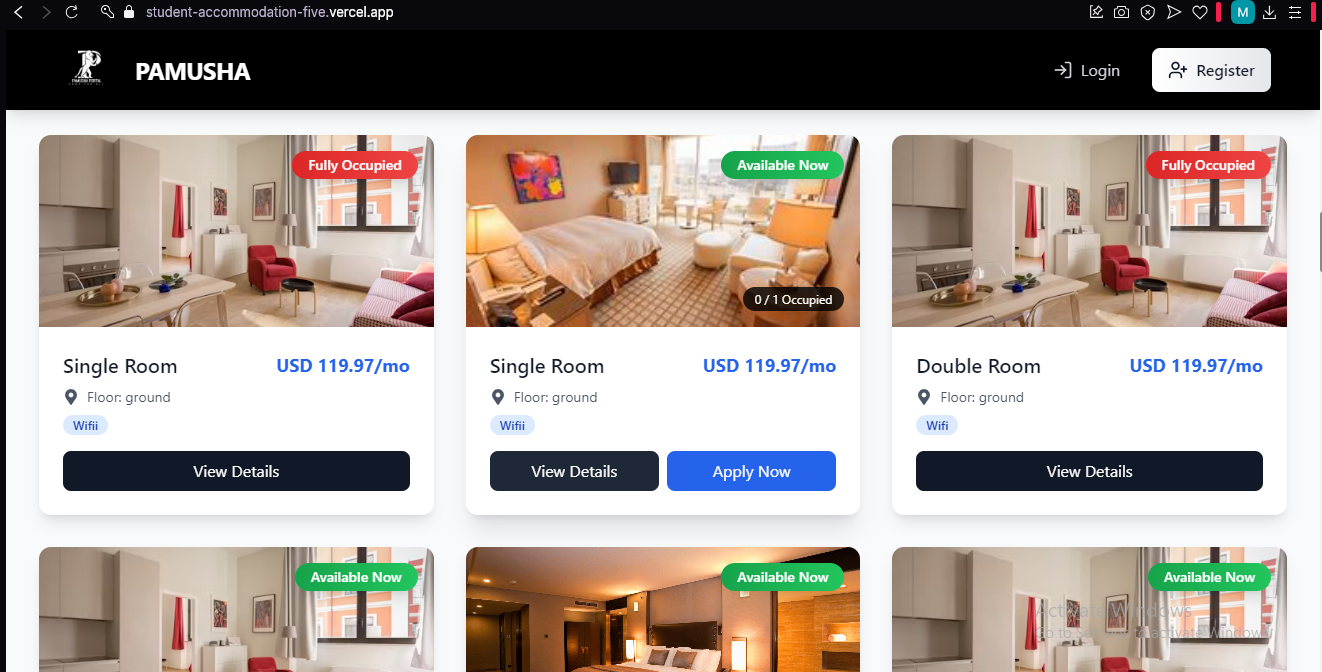 student-accommodation-five.vercel.app
M
PAMUSHA
Login
Register
Fully Occupied
Available Now
Fully Occupied
0 / 1 Occupied
Single Room
USD 119.97/mo
Floor: ground
Wifii
View Details
Single Room
USD 119.97/mo
Floor: ground
Wifii
View Details
Apply Now
Double Room
USD 119.97/mo
Floor: ground
Wifi
View Details
Available Now
Available Now
Available Now
Activate Windows
Go to Settings to activate Windows.